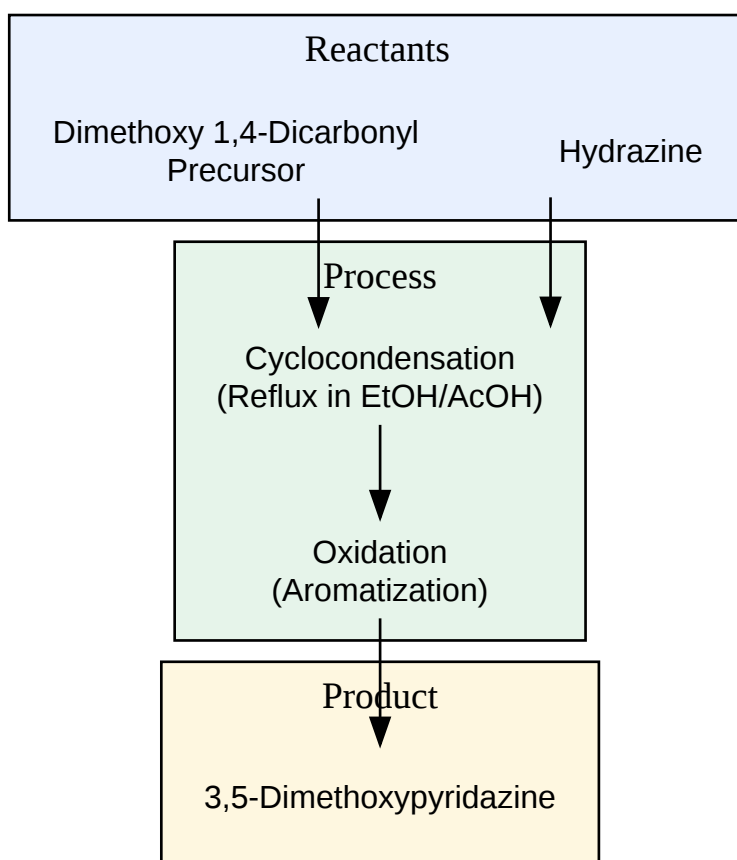 Reactants
Dimethoxy 1,4-Dicarbonyl
Precursor
Hydrazine
Process
Cyclocondensation
(Reflux in EtOH/AcOH)
Oxidation
(Aromatization)
Product
3,5-Dimethoxypyridazine